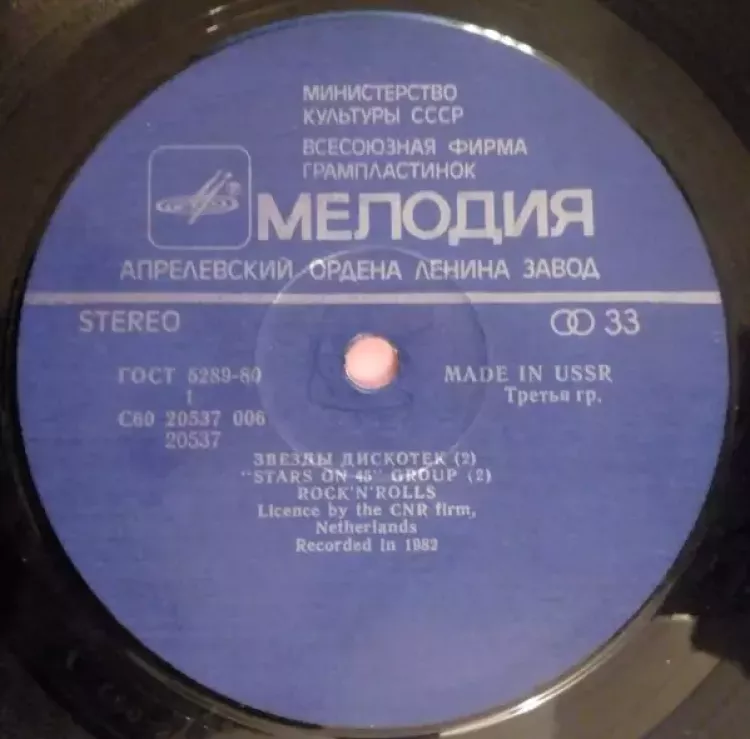 МИНИСТЕРСТВО
КУЛЬТУРЫ СССР
ВСЕСОЮЗНАЯ ФИРМА
ГРАМПЛАСТИНОК
МЕЛОДИЯ
АПРЕЛЕВСКИЙ ОРДЕНА ЛЕНИНА ЗАВОД
STEREO
33
ГОСТ 5289-80
1
С60 20537 006
20537
MADE IN USSR
Третья гр.
ЗВЕЗДЫ ДИСКОТЕК (2)
"STARS ON 45" GROUP (2)
ROCK'N'ROLLS
Licence by the CNR firm,
Netherlands
Recorded in 1982